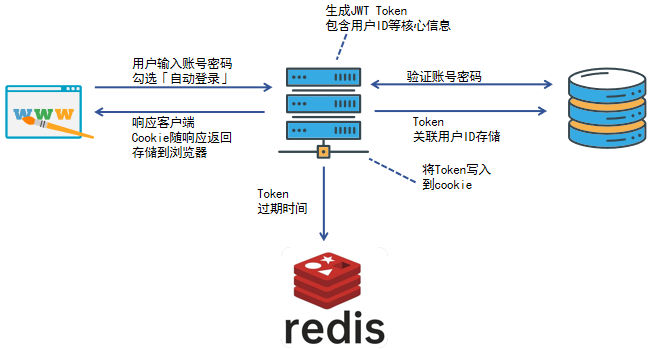 生成JWT Token
包含用户ID等核心信息
用户输入账号密码
勾选「自动登录」
验证账号密码
www
响应客户端
Cookie随响应返回
存储到浏览器
Token
关联用户ID存储
将Token写入
到cookie
Token
过期时间
redis